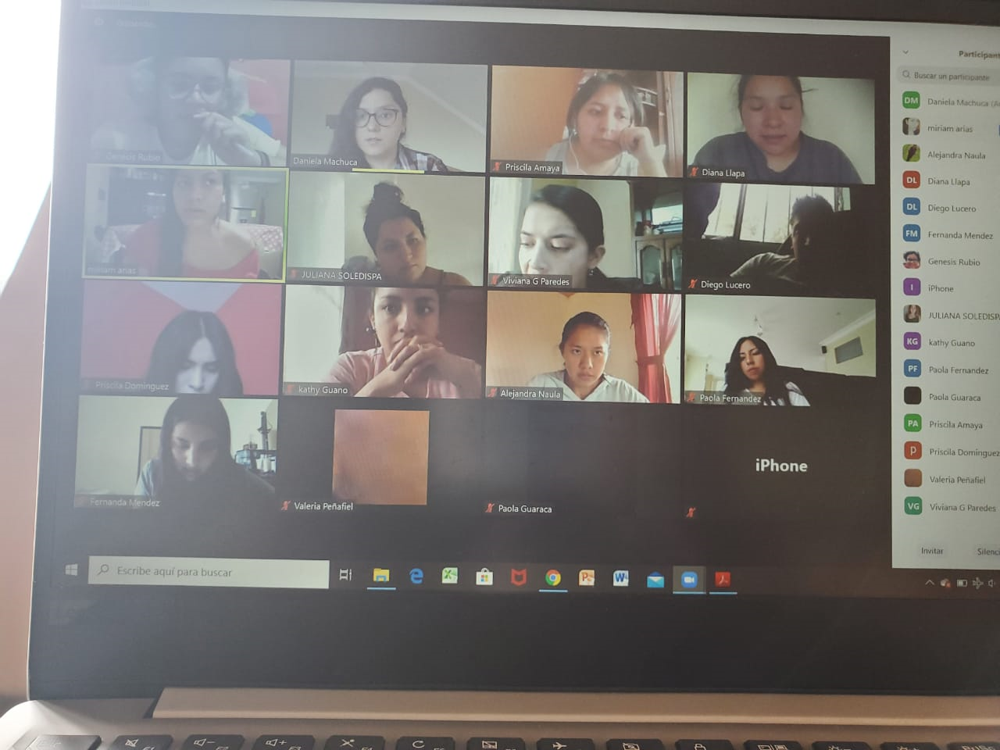 Genesis Rubio
Daniela Machuca
Priscila Amaya
Diana Llapa
miriam arias
JULIANA SOLEDISPA
Viviana G Paredes
Diego Lucero
Priscila Dominguez
kathy Guano
Alejandra Naula
Paola Fernandez
Fernanda Mendez
Valeria Peñafiel
Paola Guaraca
iPhone
Participant
Buscar un participante
DM Daniela Machuca (A
miriam arias
Alejandra Naula
DL Diana Llapa
DL Diego Lucero
FM Fernanda Mendez
Genesis Rubio
I iPhone
JULIANA SOLEDISP
KG kathy Guano
PF Paola Fernandez
Paola Guaraca
PA Priscila Amaya
p Priscila Dominguez
Valeria Peñafiel
VG Viviana G Paredes
Invitar Silenci
Escribe aquí para buscar